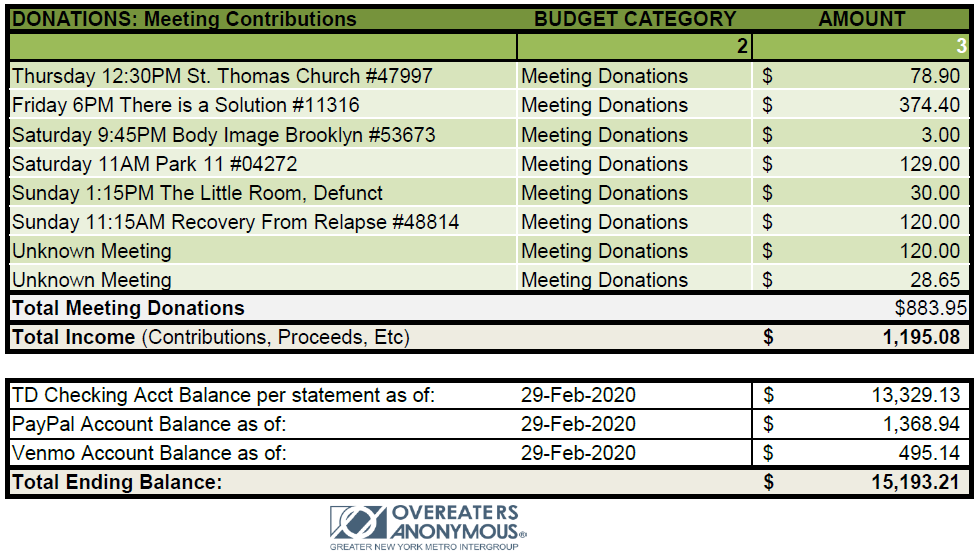 DONATIONS: Meeting Contributions BUDGET CATEGORY AMOUNT
2 3
Thursday 12:30PM St. Thomas Church #47997 Meeting Donations $ 78.90
Friday 6PM There is a Solution #11316 Meeting Donations $ 374.40
Saturday 9:45PM Body Image Brooklyn #53673 Meeting Donations $ 3.00
Saturday 11AM Park 11 #04272 Meeting Donations $ 129.00
Sunday 1:15PM The Little Room, Defunct Meeting Donations $ 30.00
Sunday 11:15AM Recovery From Relapse #48814 Meeting Donations $ 120.00
Unknown Meeting Meeting Donations $ 120.00
Unknown Meeting Meeting Donations $ 28.65
Total Meeting Donations $883.95
Total Income (Contributions, Proceeds, Etc) $ 1,195.08
TD Checking Acct Balance per statement as of: 29-Feb-2020 $ 13,329.13
PayPal Account Balance as of: 29-Feb-2020 $ 1,368.94
Venmo Account Balance as of: 29-Feb-2020 $ 495.14
Total Ending Balance: $ 15,193.21
OVEREATERS
ANONYMOUS®
GREATER NEW YORK METRO INTERGROUP